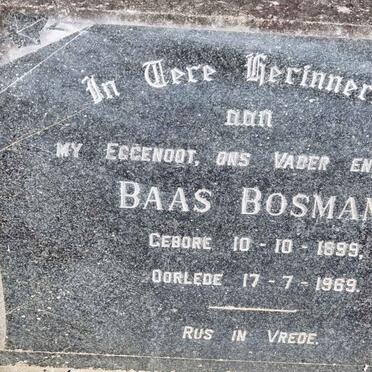 In Tere Herinner
aan
MY EGGENOOT, ONS VADER EN
BAAS BOSMAN
GEBORE 10-10-1899,
OORLEDE 17-7-1969.
RUS IN VREDE.